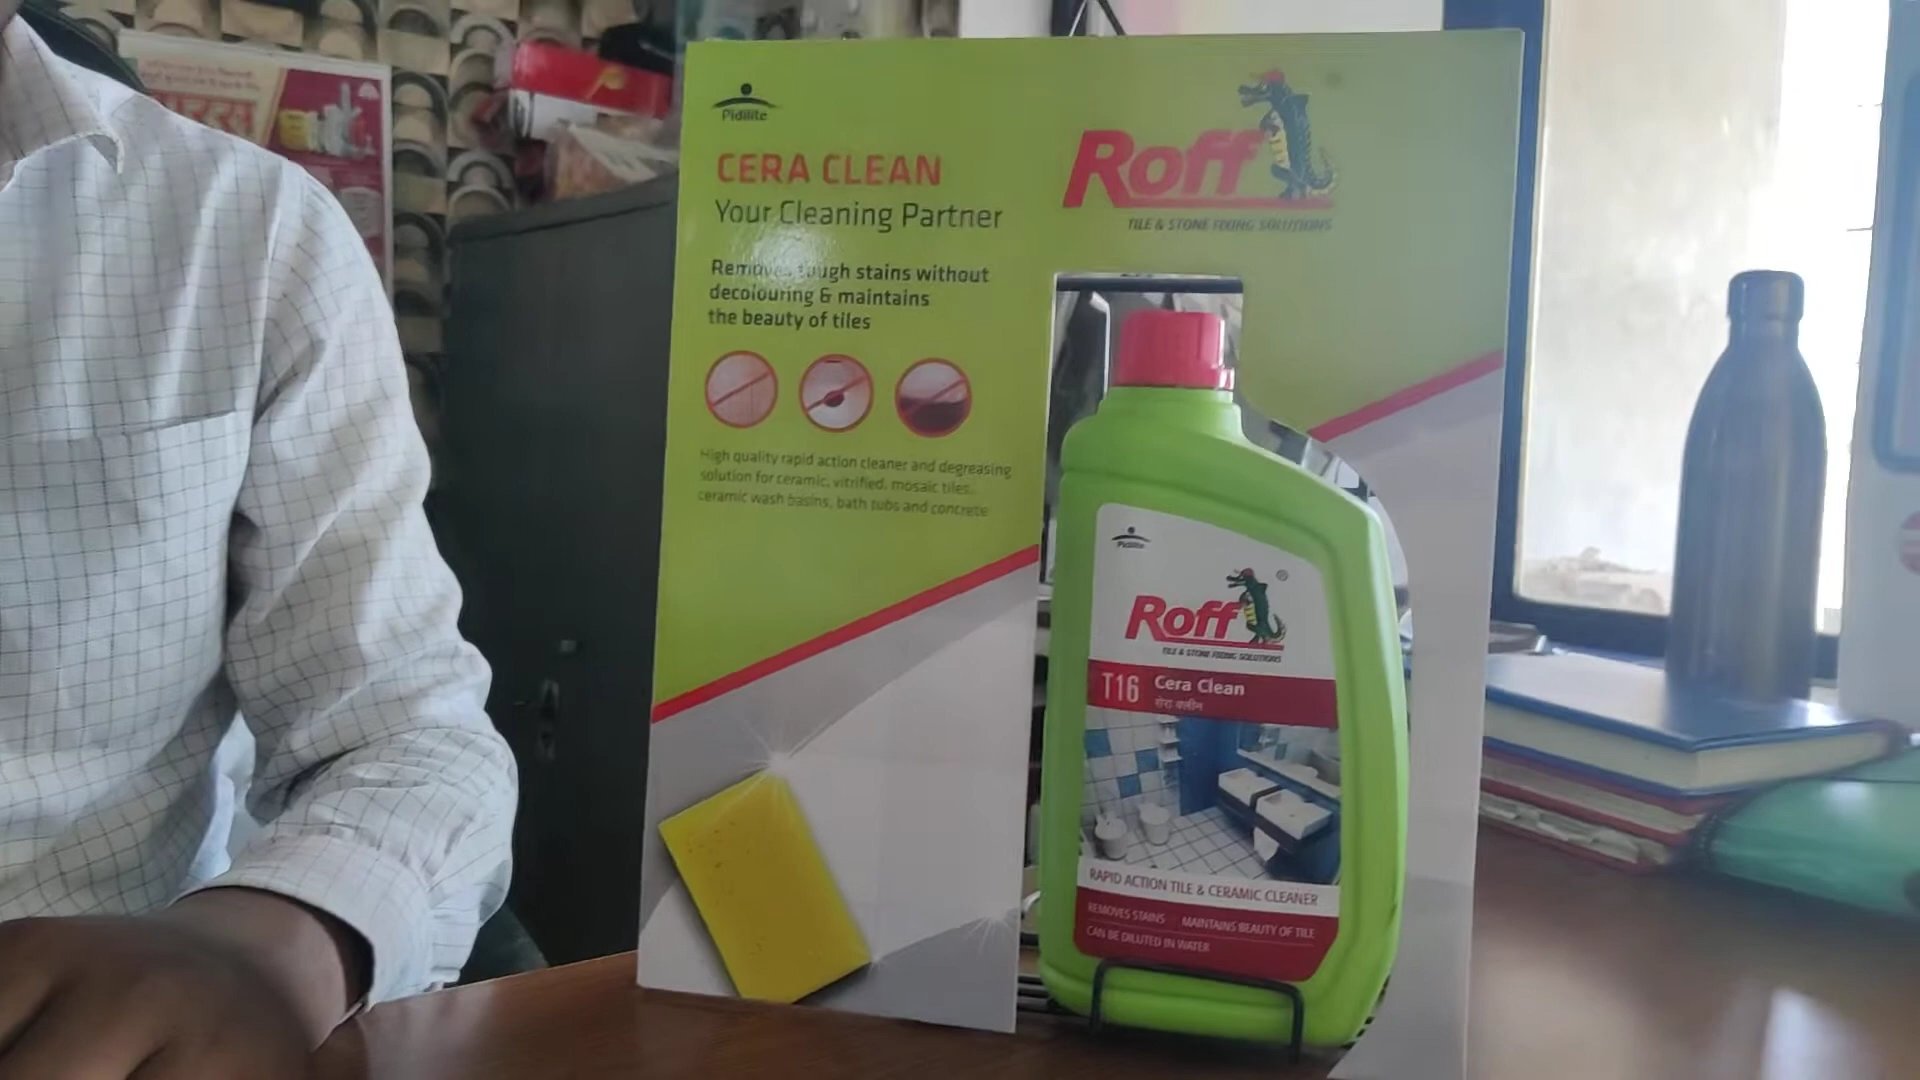 Pidilite
CERA CLEAN
Your Cleaning Partner
Removes tough stains without
decolouring & maintains
the beauty of tiles
High quality rapid action cleaner and degreasing
solution for ceramic, vitrified, mosaic tiles,
ceramic wash basins, bath tubs and concrete
Roff
TILE & STONE FIXING SOLUTIONS
Pidilite
Roff ®
TILE & STONE FIXING SOLUTIONS
T16 Cera Clean
सेरा क्लीन
RAPID ACTION TILE & CERAMIC CLEANER
REMOVES STAINS MAINTAINS BEAUTY OF TILE
CAN BE DILUTED IN WATER